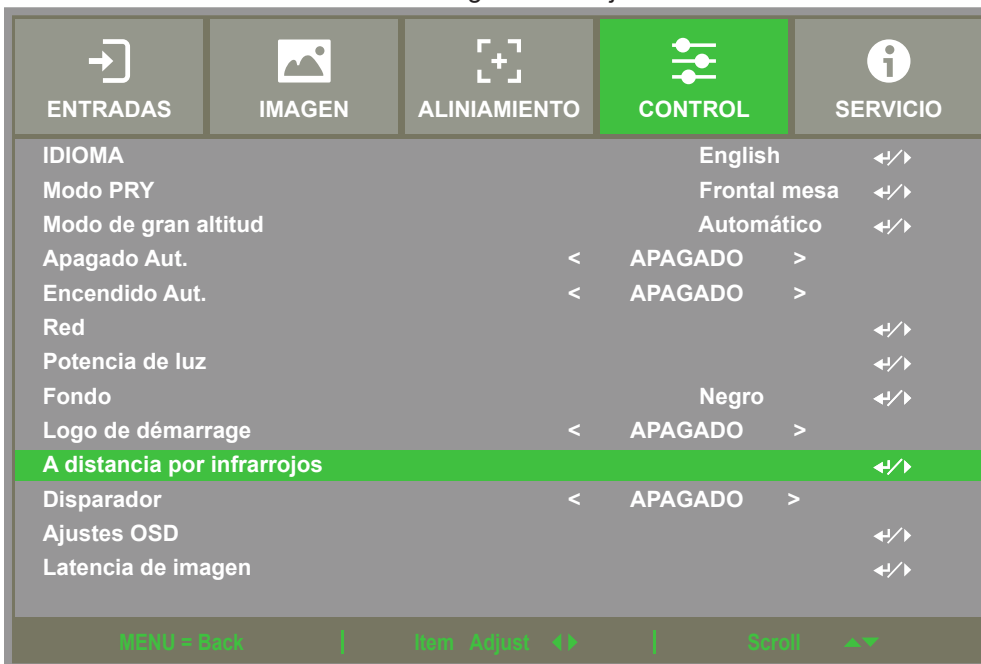 ENTRADAS IMAGEN ALINIAMIENTO CONTROL SERVICIO
IDIOMA English
Modo PRY Frontal mesa
Modo de gran altitud Automático
Apagado Aut. < APAGADO >
Encendido Aut. < APAGADO >
Red
Potencia de luz
Fondo Negro
Logo de démarrage < APAGADO >
A distancia por infrarrojos
Disparador < APAGADO >
Ajustes OSD
Latencia de imagen
MENU = Back | Item Adjust | Scroll